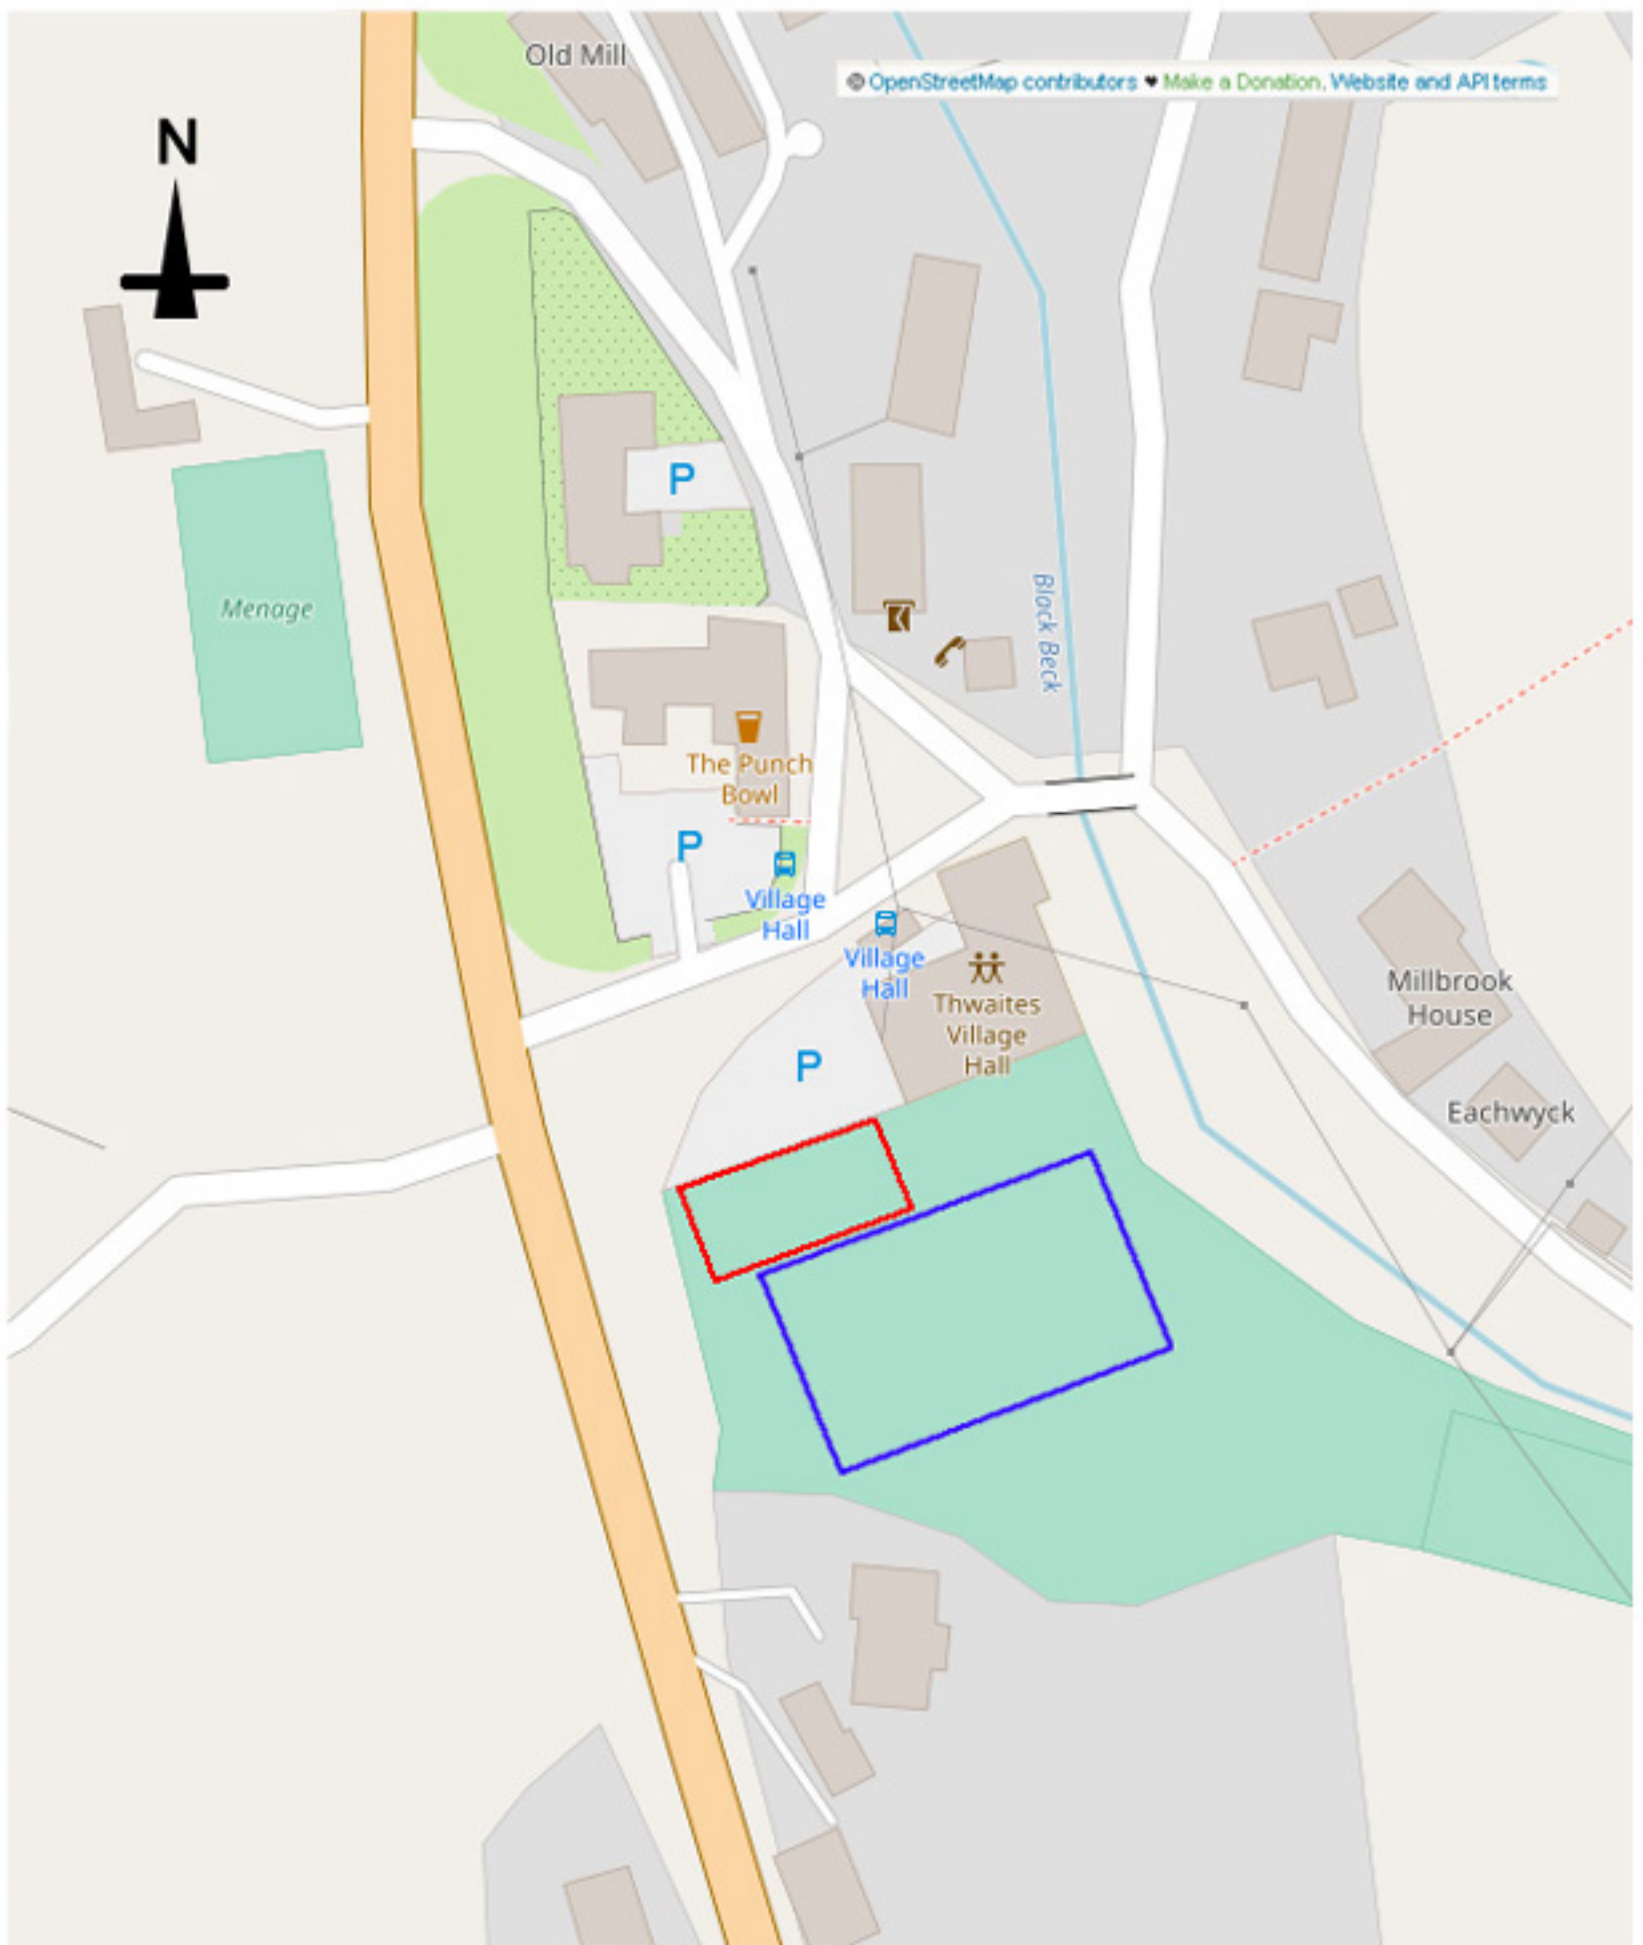 Old Mill
© OpenStreetMap contributors ♥ Make a Donation. Website and API terms
N
P
Menage
Black Beck
The Punch
Bowl
P
Village
Hall
Village
Hall
Thwaites
Village
Hall
Millbrook
House
P
Eachwyck